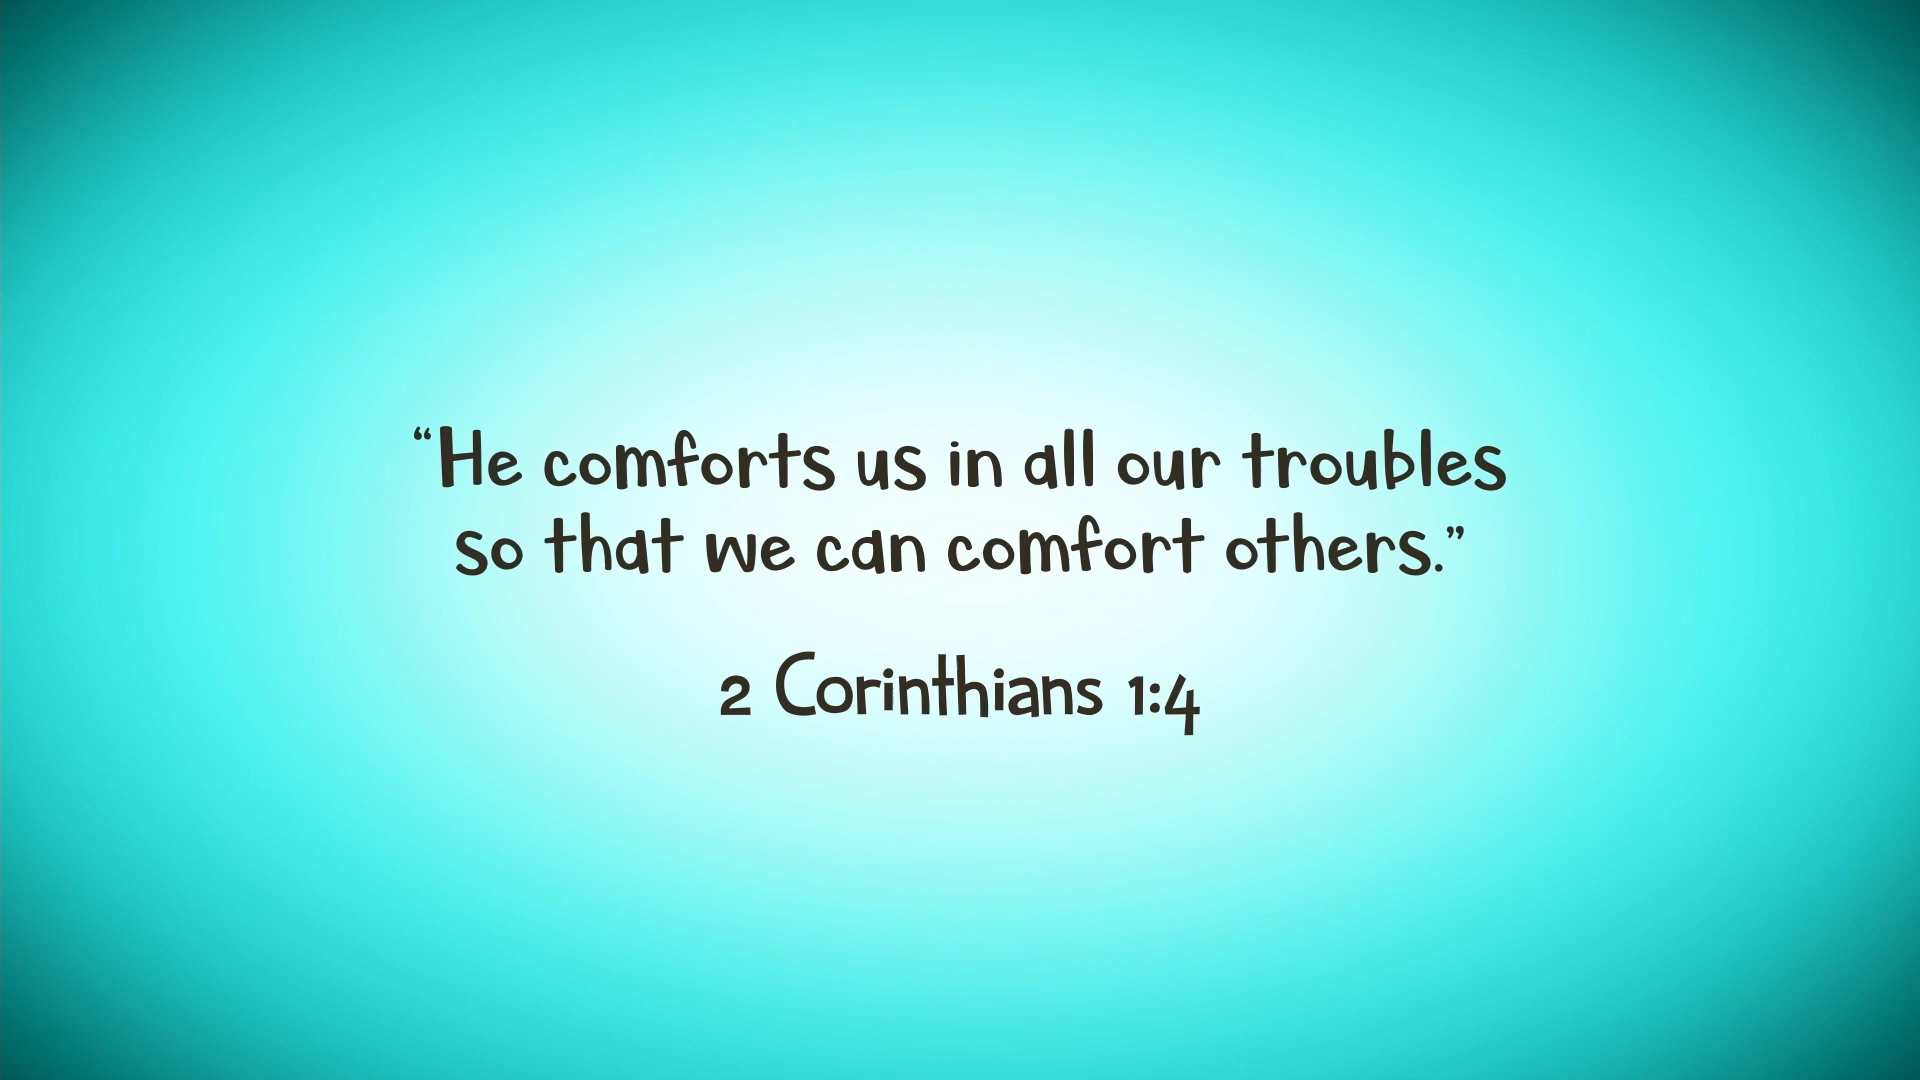 “He comforts us in all our troubles
so that we can comfort others.”
2 Corinthians 1:4